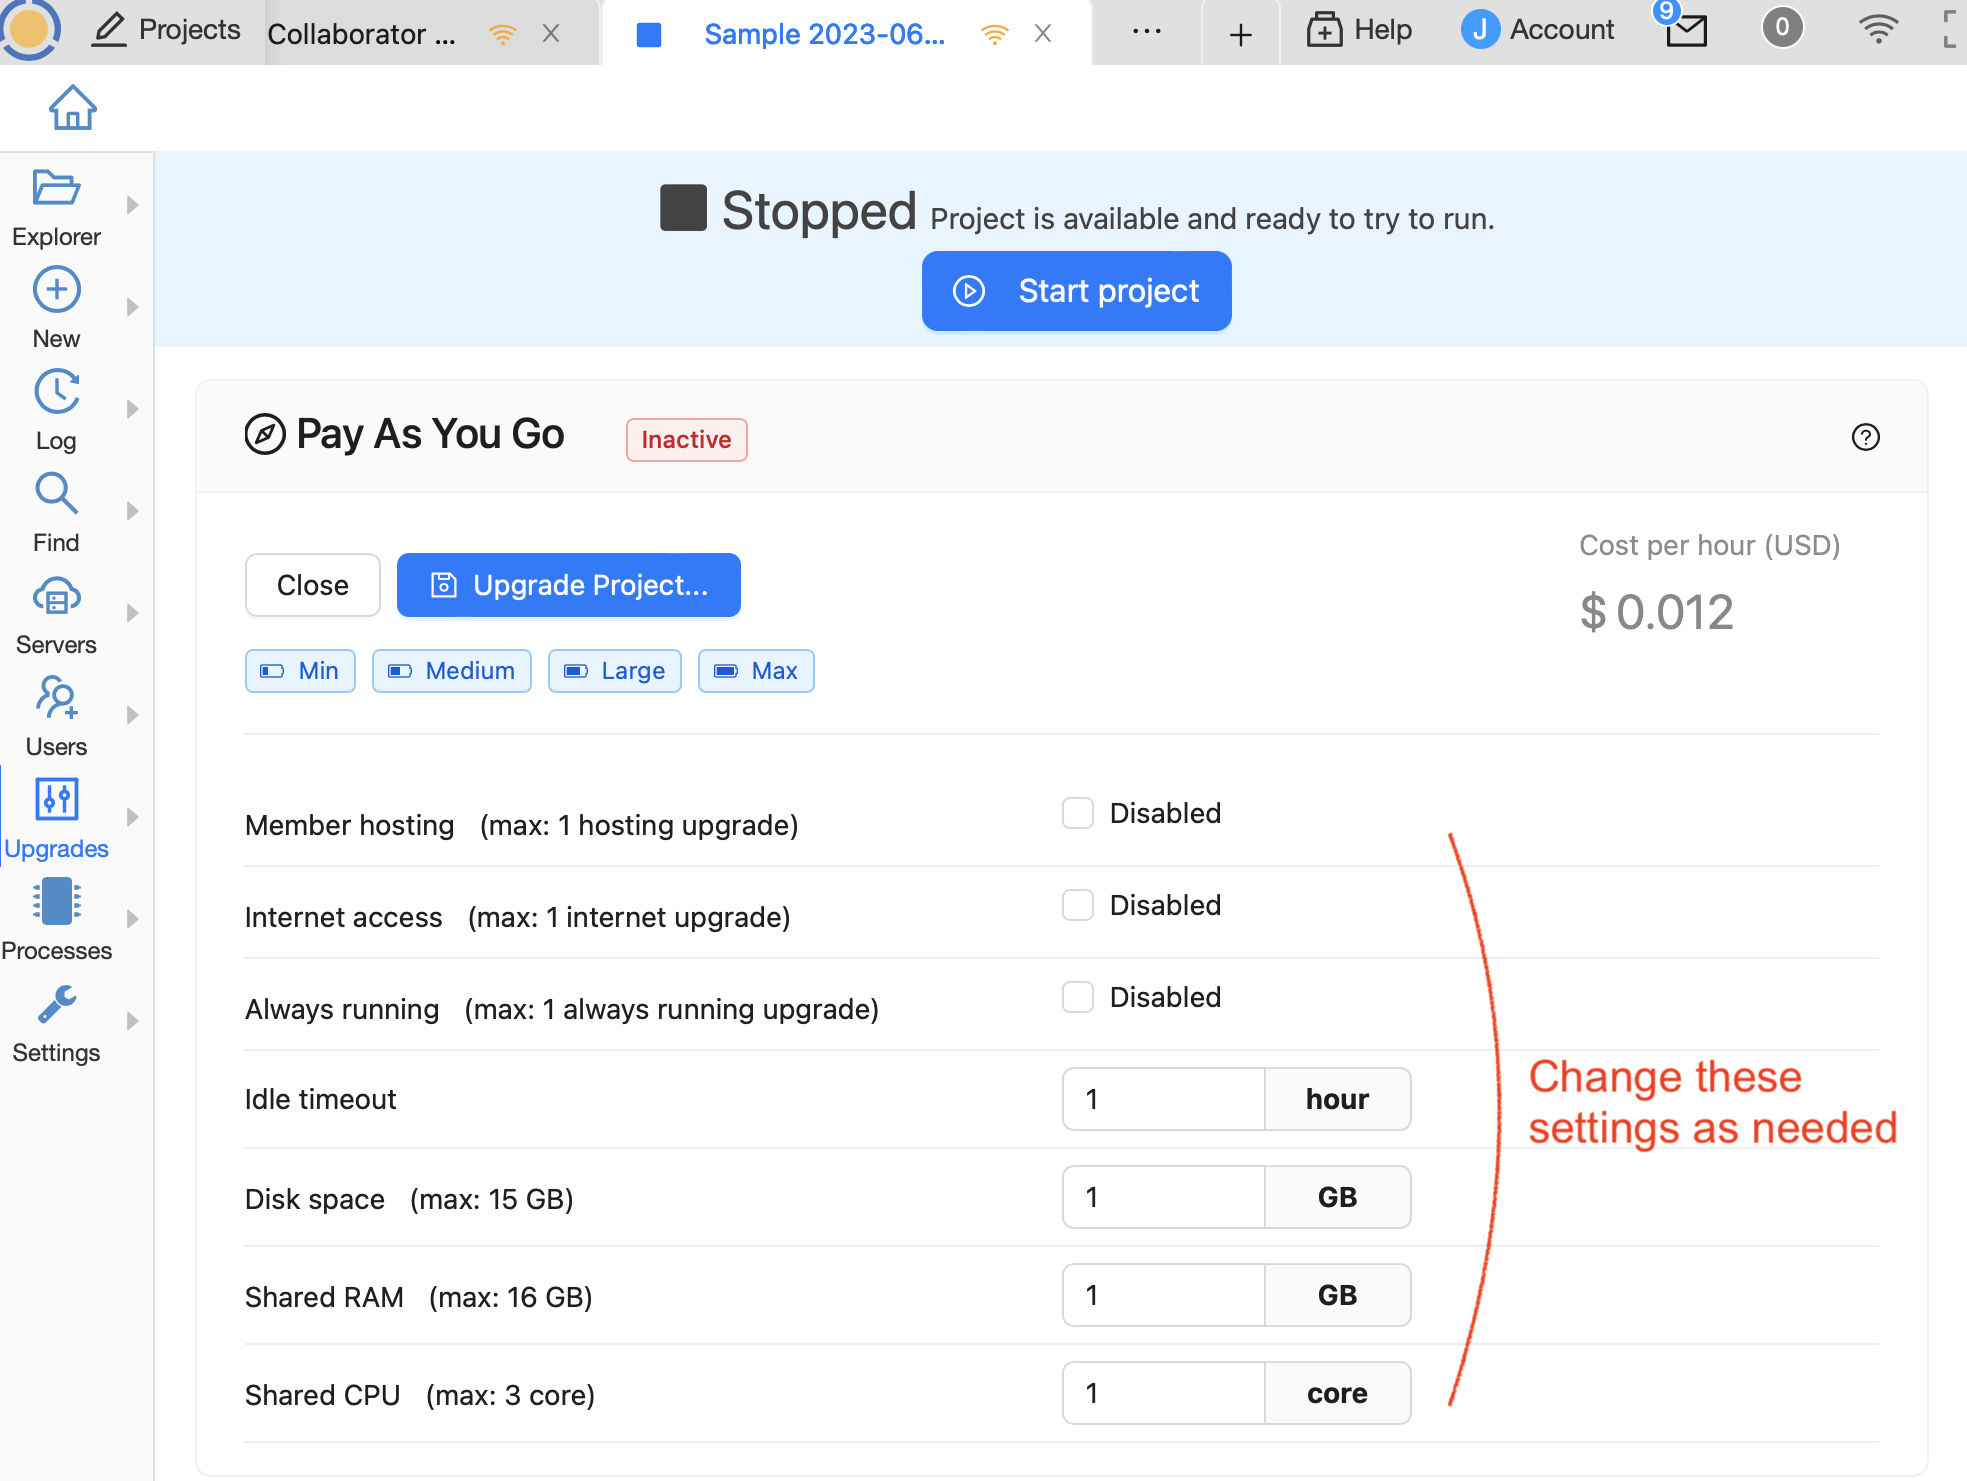 Projects
Collaborator ...
Sample 2023-06...
Help
J
Account
9
0
Explorer
New
Log
Find
Servers
Users
Upgrades
Processes
Settings
Stopped Project is available and ready to try to run.
Start project
Pay As You Go
Inactive
Close
Upgrade Project...
Cost per hour (USD)
$ 0.012
Min
Medium
Large
Max
Member hosting (max: 1 hosting upgrade)
Disabled
Internet access (max: 1 internet upgrade)
Disabled
Always running (max: 1 always running upgrade)
Disabled
Idle timeout
1 hour
Disk space (max: 15 GB)
1 GB
Shared RAM (max: 16 GB)
1 GB
Shared CPU (max: 3 core)
1 core
Change these
settings as needed